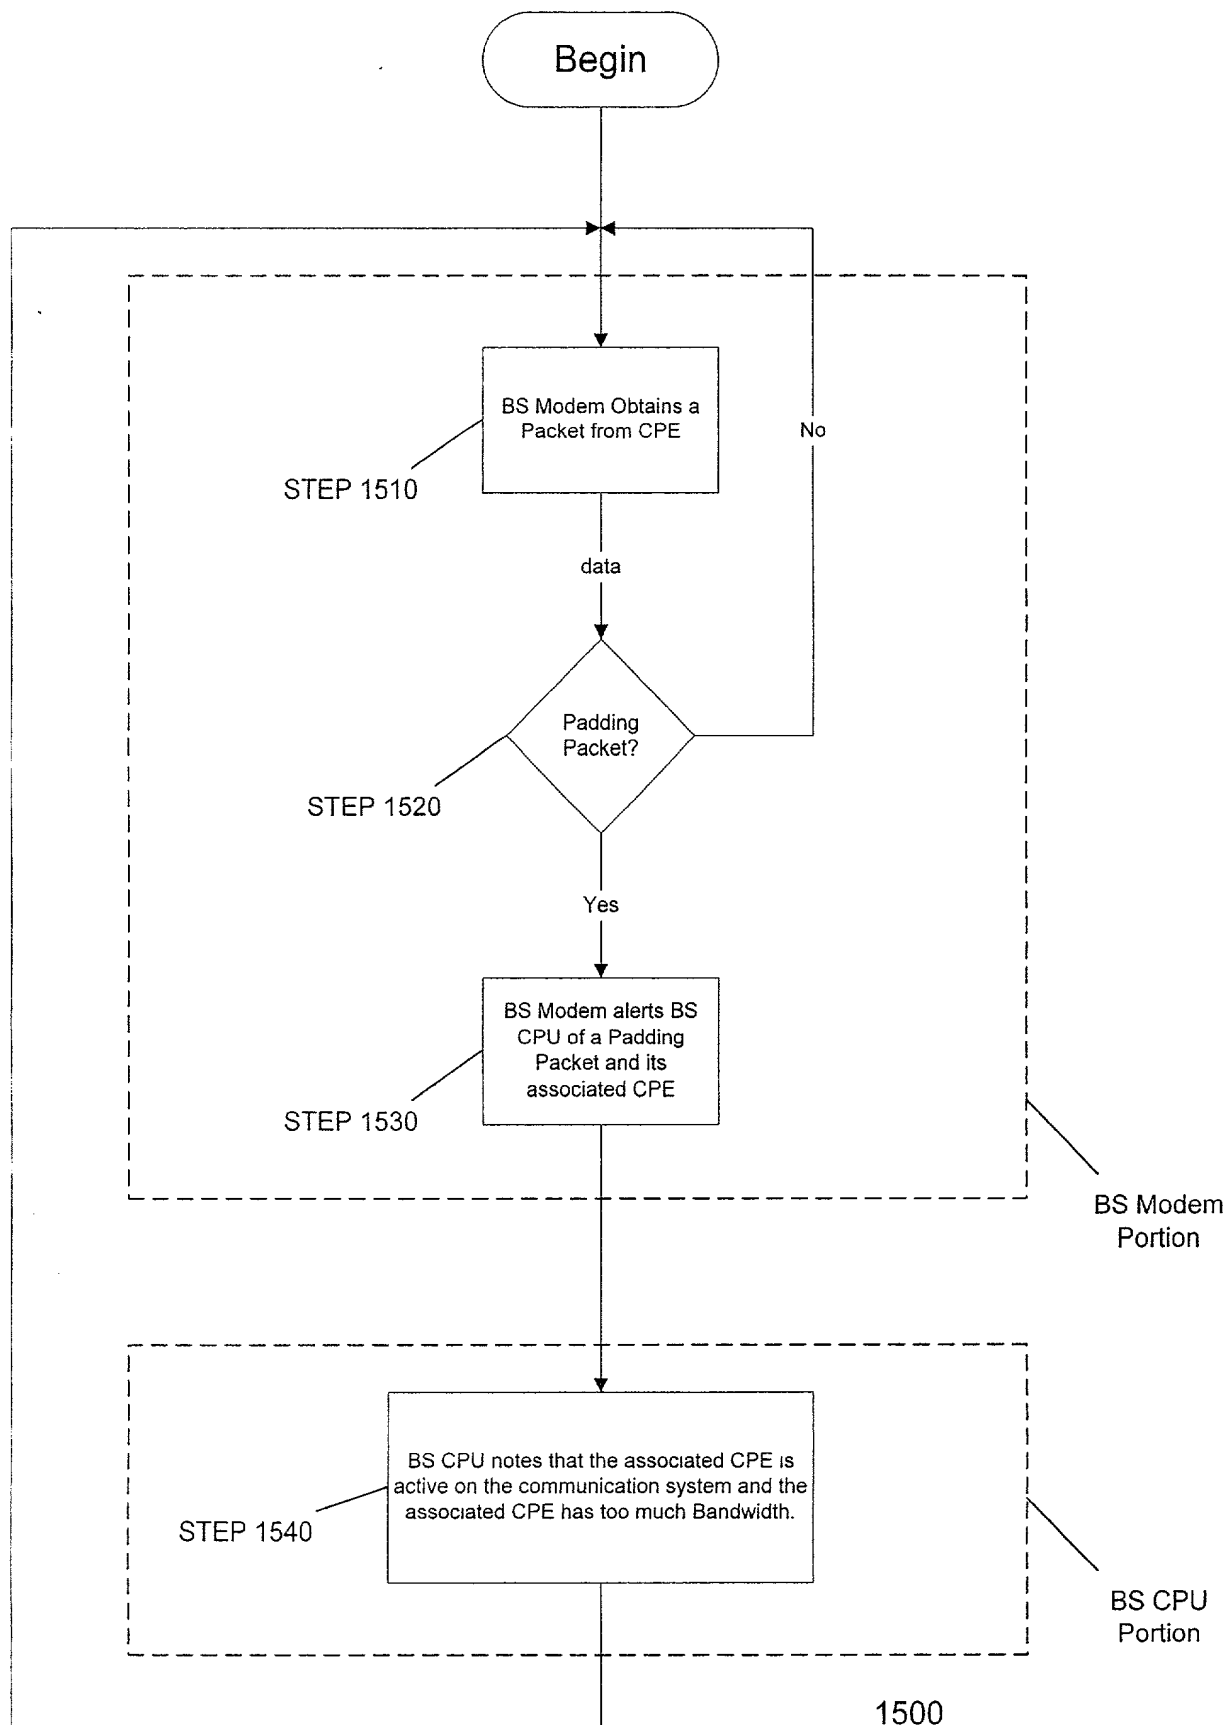 Begin
BS Modem Obtains a
Packet from CPE
No
STEP 1510
data
Padding
Packet?
STEP 1520
Yes
BS Modem alerts BS
CPU of a Padding
Packet and its
associated CPE
STEP 1530
BS Modem
Portion
BS CPU notes that the associated CPE is
active on the communication system and the
associated CPE has too much Bandwidth.
STEP 1540
BS CPU
Portion
1500